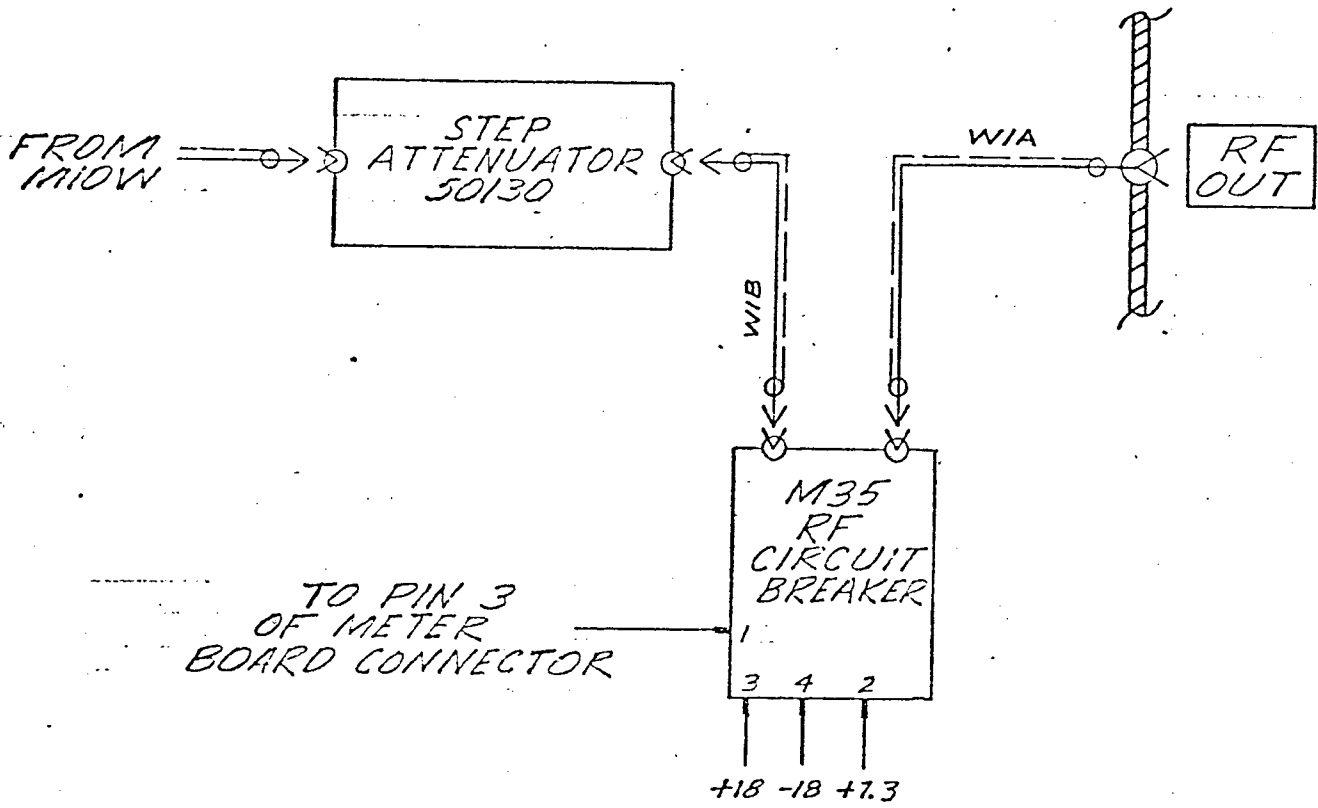 FROM
M10W
STEP
ATTENUATOR
50130
W1A
RF
OUT
W1B
M35
RF
CIRCUIT
BREAKER
TO PIN 3
OF METER
BOARD CONNECTOR
1
3 4 2
+18 -18 +7.3